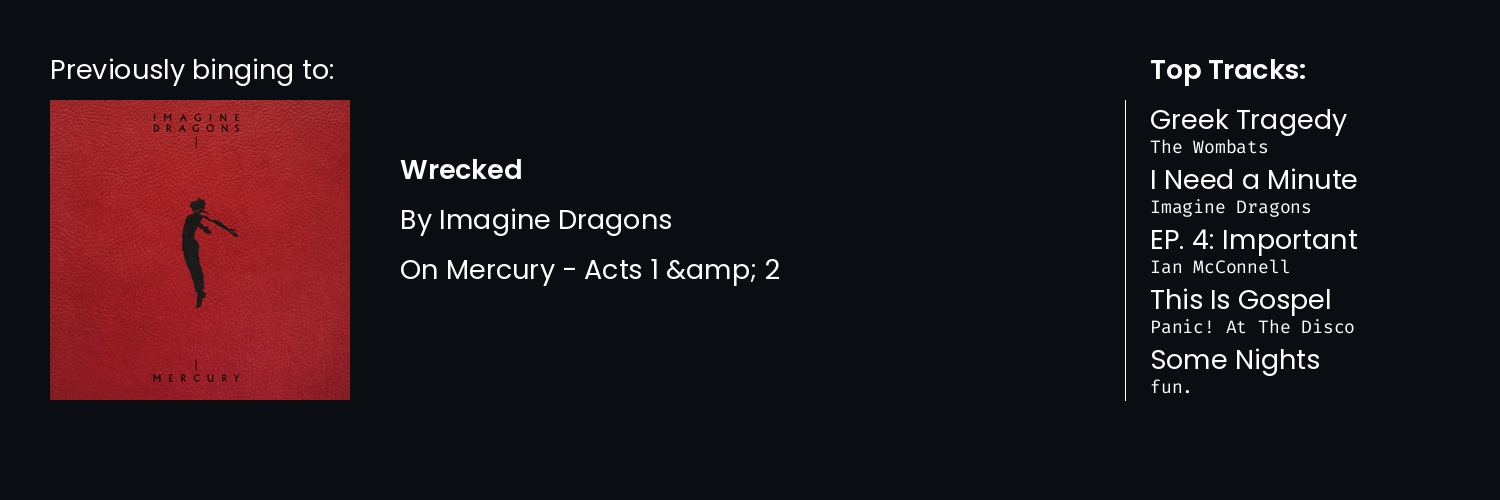 Previously binging to:
IMAGINE
DRAGONS
MERCURY
Wrecked
By Imagine Dragons
On Mercury - Acts 1 &amp; 2
Top Tracks:
Greek Tragedy
The Wombats
I Need a Minute
Imagine Dragons
EP. 4: Important
Ian McConnell
This Is Gospel
Panic! At The Disco
Some Nights
fun.